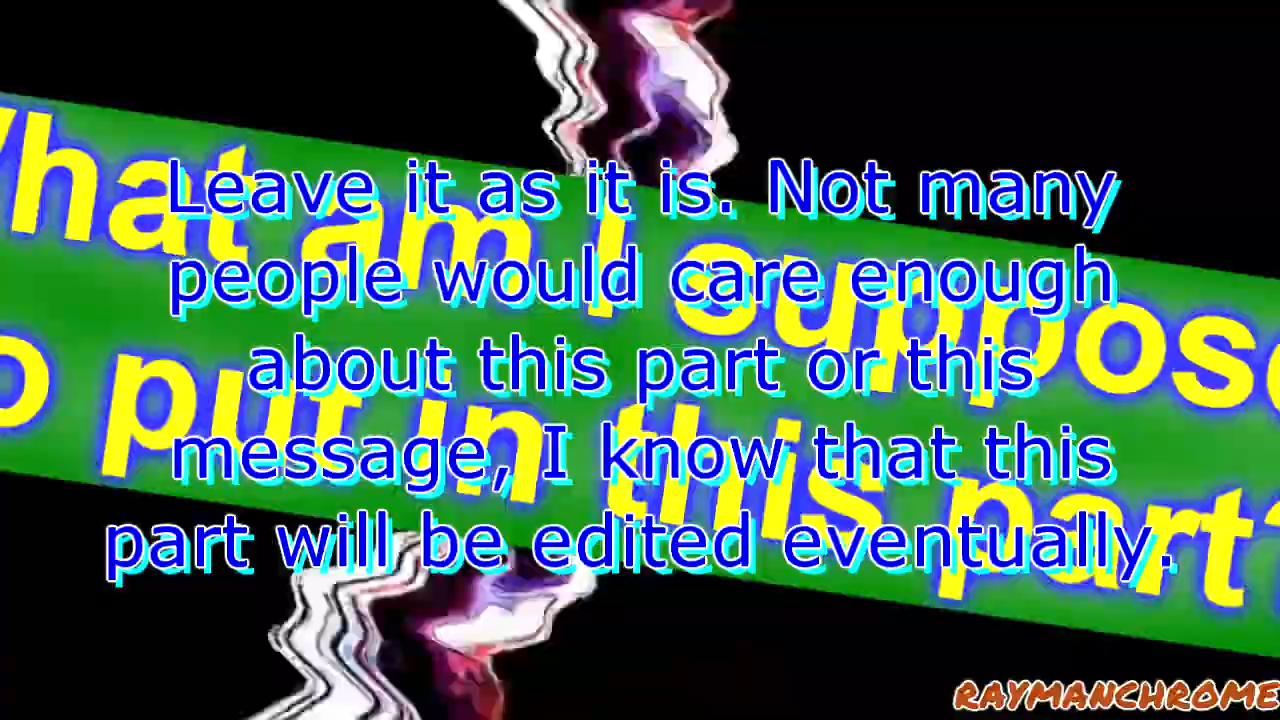 What am I suppose
Leave it as it is. Not many
people would care enough
about this part or this
message, I know that this
part will be edited eventually.
put in this part?
RAYMANCHROME